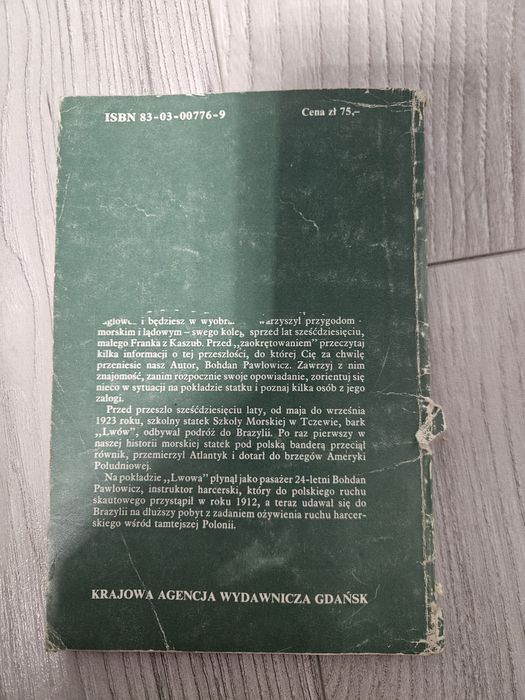 ISBN 83-03-00776-9
Cena zł 75,-
i będziesz w
przygodom
morskim i lądowym – swego sprzed lat sześćdziesięciu,
małego Franka z Kaszub. Przed „zaokrętowaniem” przeczytaj
kilka informacji o tej przeszłości, do której Cię za chwilę
przeniesie nasz Autor, Bohdan Pawłowicz. Zawrzyj z nim
znajomość, zanim rozpocznie swoje opowiadanie, zorientuj się
nieco w sytuacji na pokładzie statku i poznaj kilka osób z jego
załogi.
Przed przeszło sześćdziesięciu laty, od maja do września
1923 roku, szkolny statek Szkoły Morskiej w Tczewie, bark
„Lwów”, odbywał podróż do Brazylii. Po raz pierwszy w
naszej historii morskiej statek pod polską banderą przeciął
równik, przemierzył Atlantyk i dotarł do brzegów Ameryki
Południowej.
Na pokładzie „Lwowa” płynął jako pasażer 24-letni Bohdan
Pawłowicz, instruktor harcerski, który do polskiego ruchu
skautowego przystąpił w roku 1912, a teraz udawał się do
Brazylii na dłuższy pobyt z zadaniem ożywienia ruchu harcer-
skiego wśród tamtejszej Polonii.
KRAJOWA AGENCJA WYDAWNICZA GDAŃSK